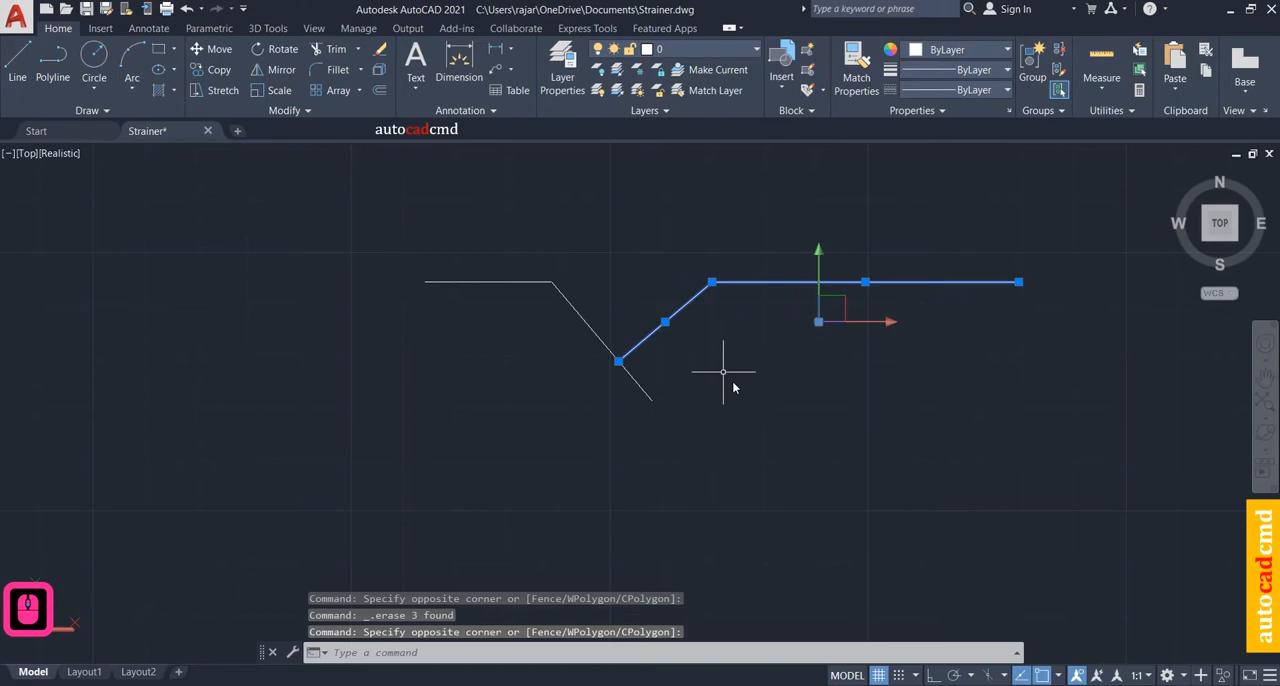 Autodesk AutoCAD 2021 C:\Users\rajar\OneDrive\Documents\Strainer.dwg
Type a keyword or phrase
Sign In
Home Insert Annotate Parametric 3D Tools View Manage Output Add-ins Collaborate Express Tools Featured Apps
Line
Polyline
Circle
Arc
Move
Copy
Stretch
Rotate
Mirror
Scale
Trim
Fillet
Array
Text
Dimension
Table
Layer
Properties
0
Make Current
Match Layer
Insert
Match
Properties
ByLayer
ByLayer
ByLayer
Group
Measure
Paste
Base
Draw Modify Annotation Layers Block Properties Groups Utilities Clipboard View
Start Strainer*
autocadcmd
[−][Top][Realistic]
N
W TOP E
S
WCS
autocadcmd
Command: Specify opposite corner or [Fence/WPolygon/CPolygon]:
Command: _.erase 3 found
Command: Specify opposite corner or [Fence/WPolygon/CPolygon]:
Type a command
Model Layout1 Layout2 +
MODEL 1:1